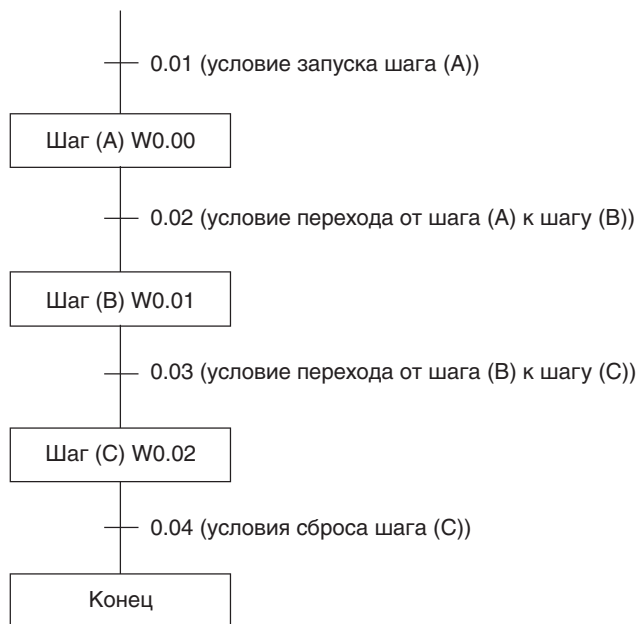 0.01 (условие запуска шага (A))
Шаг (A) W0.00
0.02 (условие перехода от шага (A) к шагу (B))
Шаг (B) W0.01
0.03 (условие перехода от шага (B) к шагу (C))
Шаг (C) W0.02
0.04 (условия сброса шага (C))
Конец